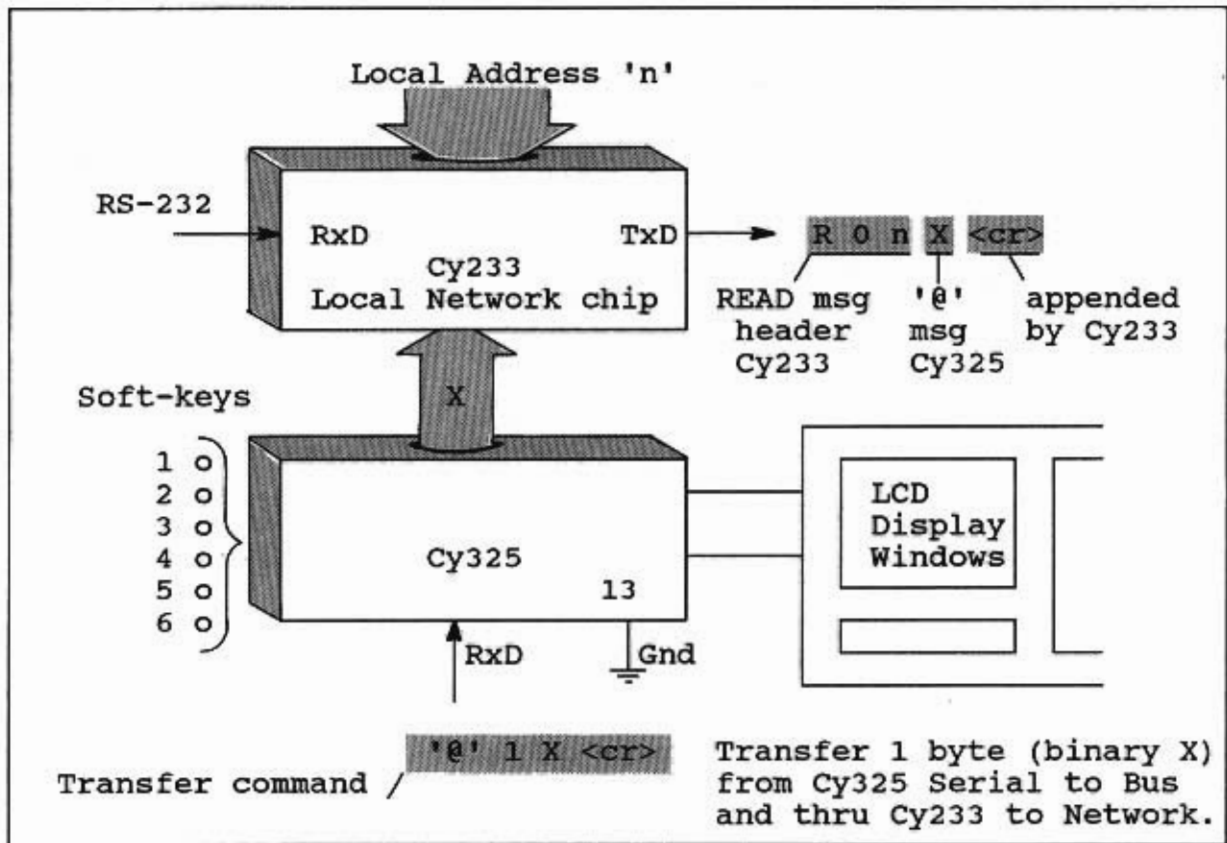 Local Address 'n'
RS-232
RxD
TxD
Cy233
Local Network chip
R 0 n X <cr>
READ msg
header
Cy233
'@'
msg
Cy325
appended
by Cy233
X
Soft-keys
1
2
3
4
5
6
Cy325
13
RxD
Gnd
LCD
Display
Windows
'@' 1 X <cr>
Transfer command
Transfer 1 byte (binary X)
from Cy325 Serial to Bus
and thru Cy233 to Network.